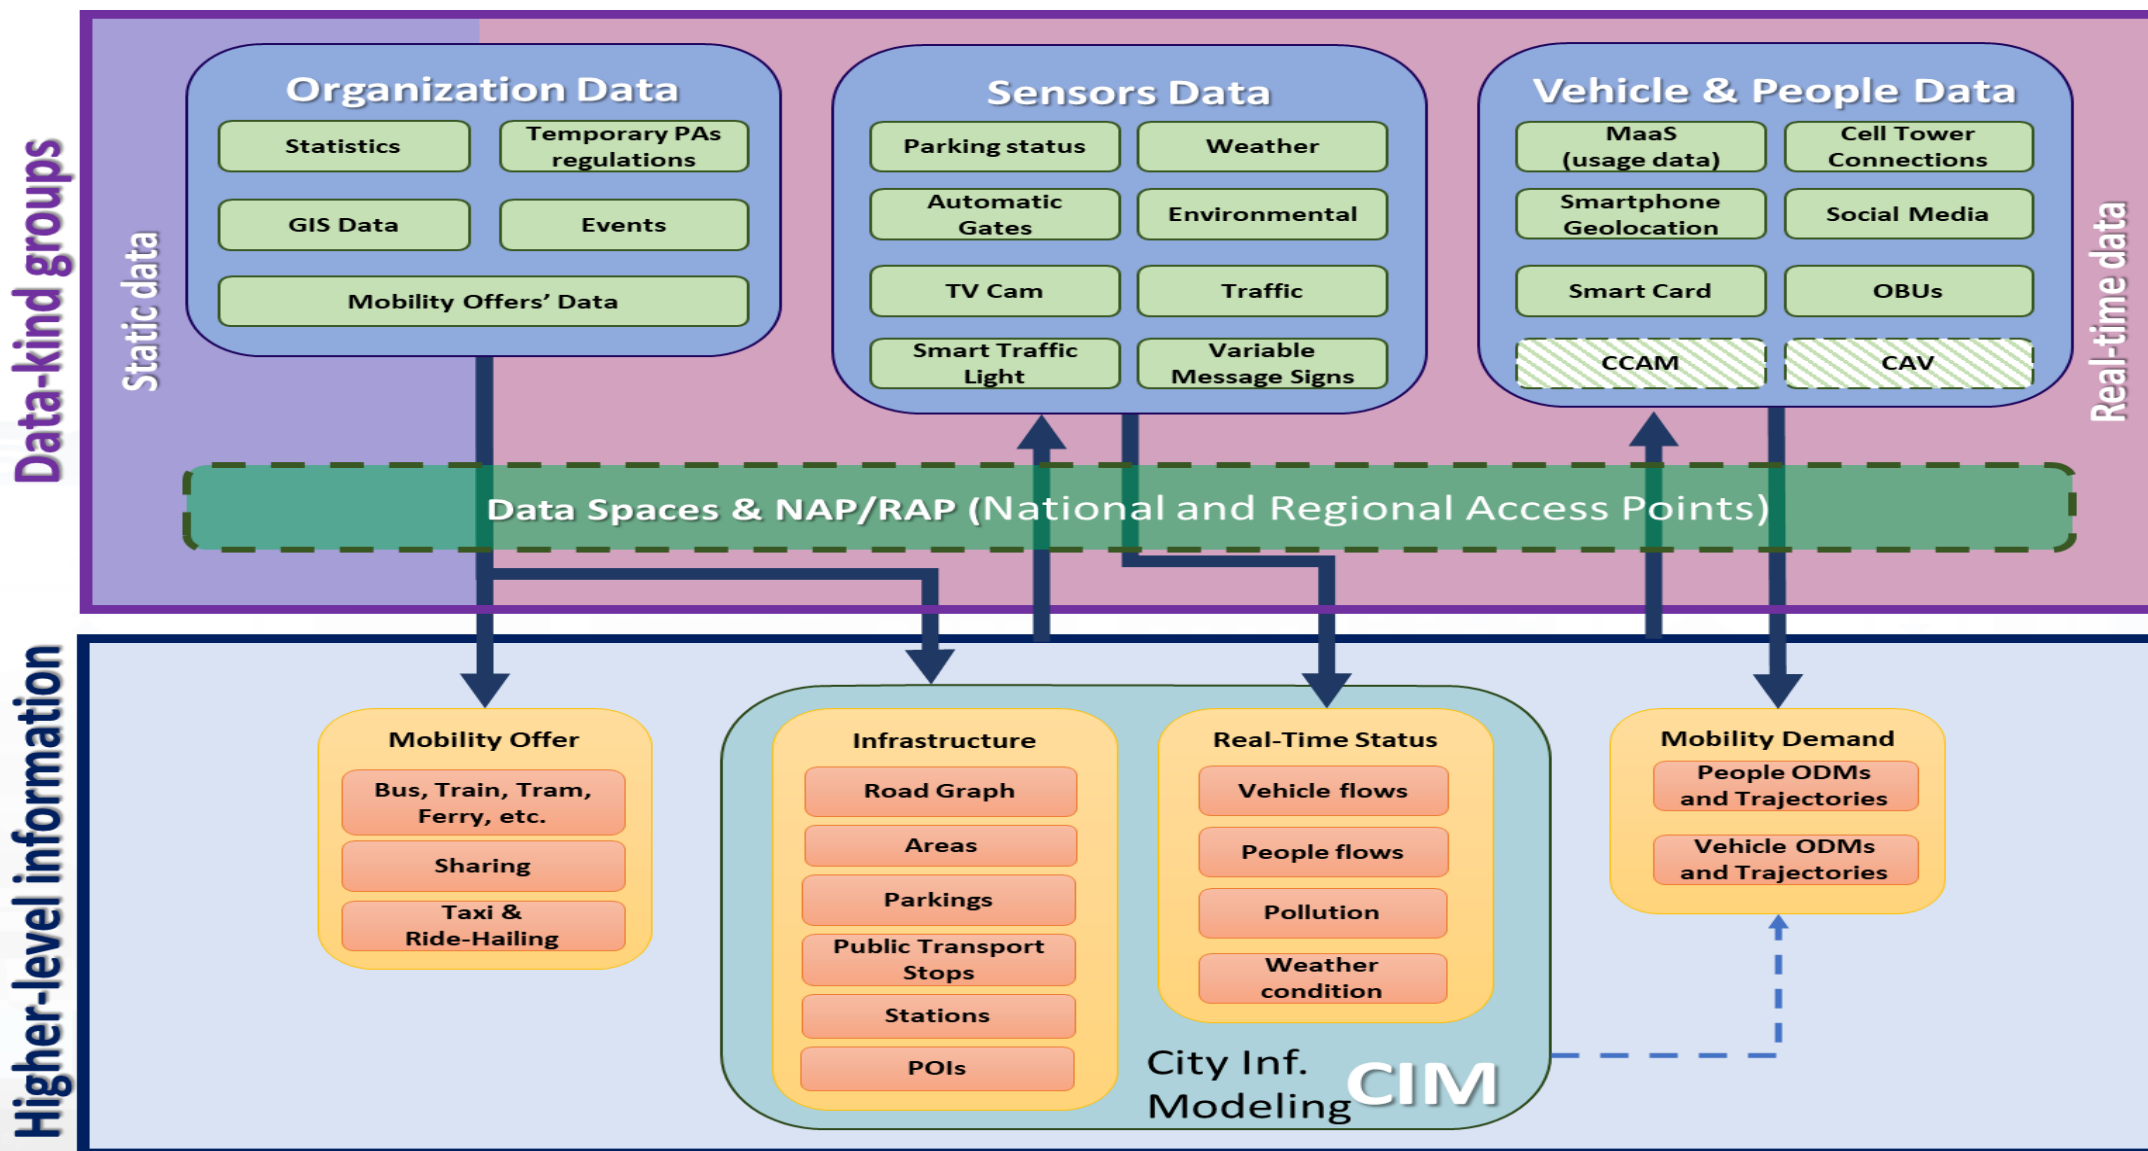 Data-kind groups
Static data
Organization Data
Statistics
Temporary PAs
regulations
GIS Data
Events
Mobility Offers’ Data
Sensors Data
Parking status
Weather
Automatic
Gates
Environmental
TV Cam
Traffic
Smart Traffic
Light
Variable
Message Signs
Vehicle & People Data
MaaS
(usage data)
Cell Tower
Connections
Smartphone
Geolocation
Social Media
Smart Card
OBUs
CCAM
CAV
Real-time data
Data Spaces & NAP/RAP (National and Regional Access Points)
Higher-level information
Mobility Offer
Bus, Train, Tram,
Ferry, etc.
Sharing
Taxi &
Ride-Hailing
Infrastructure
Road Graph
Areas
Parkings
Public Transport
Stops
Stations
POIs
Real-Time Status
Vehicle flows
People flows
Pollution
Weather
condition
City Inf.
Modeling
CIM
Mobility Demand
People ODMs
and Trajectories
Vehicle ODMs
and Trajectories